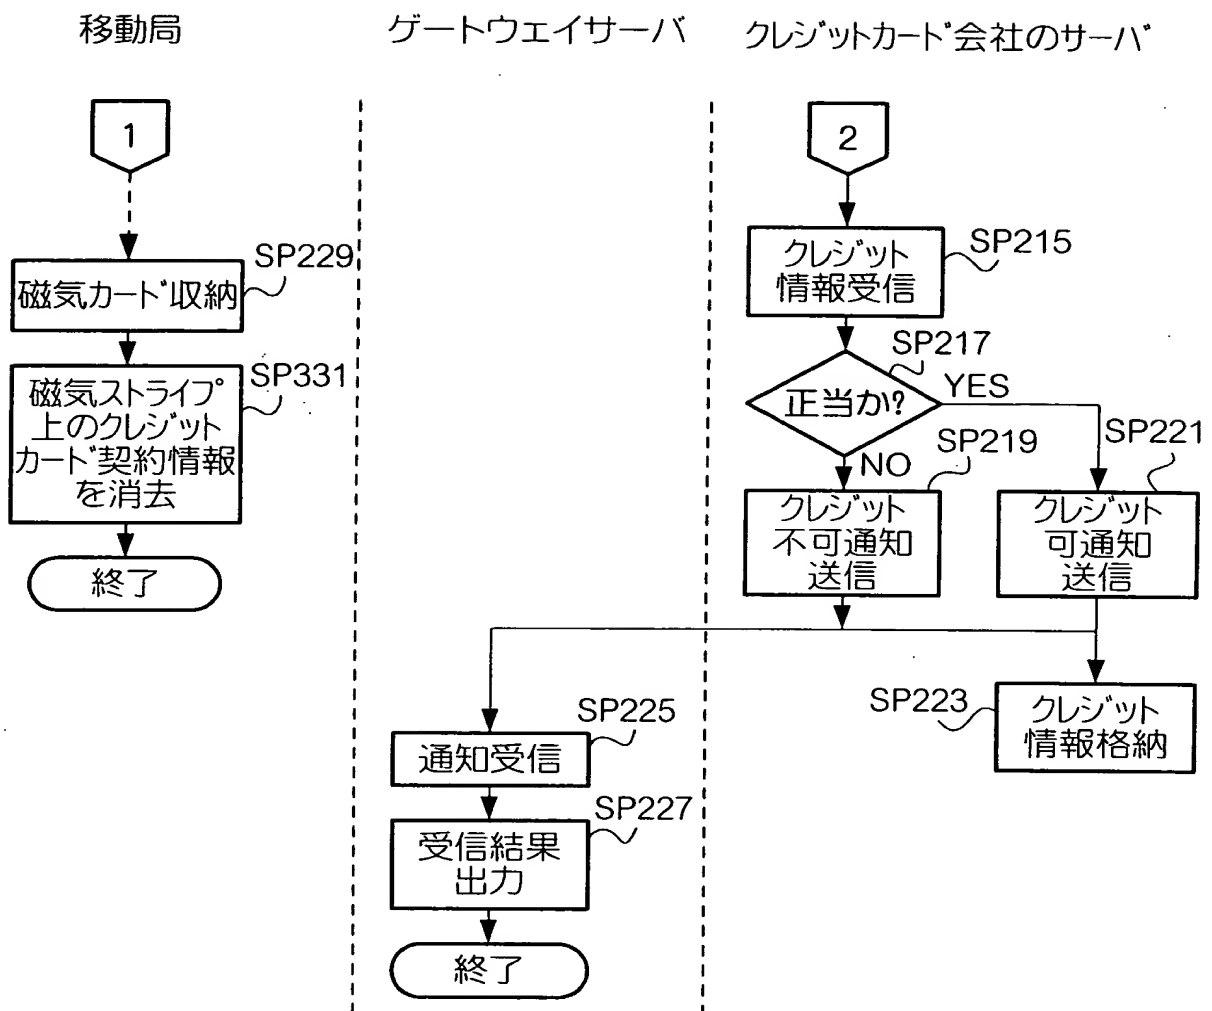 移動局
ゲートウェイサーバ
クレジットカード会社のサーバ
1
2
SP229
磁気カード収納
SP331
磁気ストライプ
上のクレジット
カード契約情報
を消去
終了
SP215
クレジット
情報受信
SP217
正当か?
YES
NO
SP219
クレジット
不可通知
送信
SP221
クレジット
可通知
送信
SP223
クレジット
情報格納
SP225
通知受信
SP227
受信結果
出力
終了